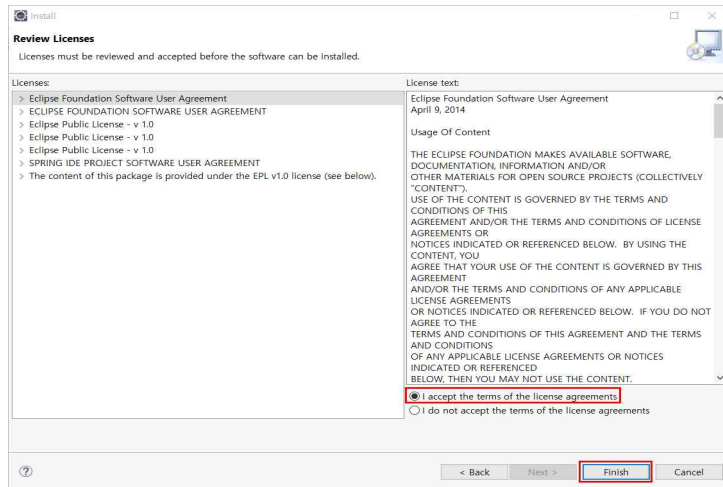 Install
Review Licenses
Licenses must be reviewed and accepted before the software can be installed.
Licenses:
> Eclipse Foundation Software User Agreement
> ECLIPSE FOUNDATION SOFTWARE USER AGREEMENT
> Eclipse Public License - v 1.0
> Eclipse Public License - v 1.0
> Eclipse Public License - v 1.0
> SPRING IDE PROJECT SOFTWARE USER AGREEMENT
> The content of this package is provided under the EPL v1.0 license (see below).
License text:
Eclipse Foundation Software User Agreement
April 9, 2014
Usage Of Content
THE ECLIPSE FOUNDATION MAKES AVAILABLE SOFTWARE,
DOCUMENTATION, INFORMATION AND/OR
OTHER MATERIALS FOR OPEN SOURCE PROJECTS (COLLECTIVELY
"CONTENT").
USE OF THE CONTENT IS GOVERNED BY THE TERMS AND
CONDITIONS OF THIS
AGREEMENT AND/OR THE TERMS AND CONDITIONS OF LICENSE
AGREEMENTS OR
NOTICES INDICATED OR REFERENCED BELOW. BY USING THE
CONTENT, YOU
AGREE THAT YOUR USE OF THE CONTENT IS GOVERNED BY THIS
AGREEMENT
AND/OR THE TERMS AND CONDITIONS OF ANY APPLICABLE
LICENSE AGREEMENTS
OR NOTICES INDICATED OR REFERENCED BELOW. IF YOU DO NOT
AGREE TO THE
TERMS AND CONDITIONS OF THIS AGREEMENT AND THE TERMS
AND CONDITIONS
OF ANY APPLICABLE LICENSE AGREEMENTS OR NOTICES
INDICATED OR REFERENCED
BELOW, THEN YOU MAY NOT USE THE CONTENT.
I accept the terms of the license agreements
I do not accept the terms of the license agreements
?
< Back Next > Finish Cancel